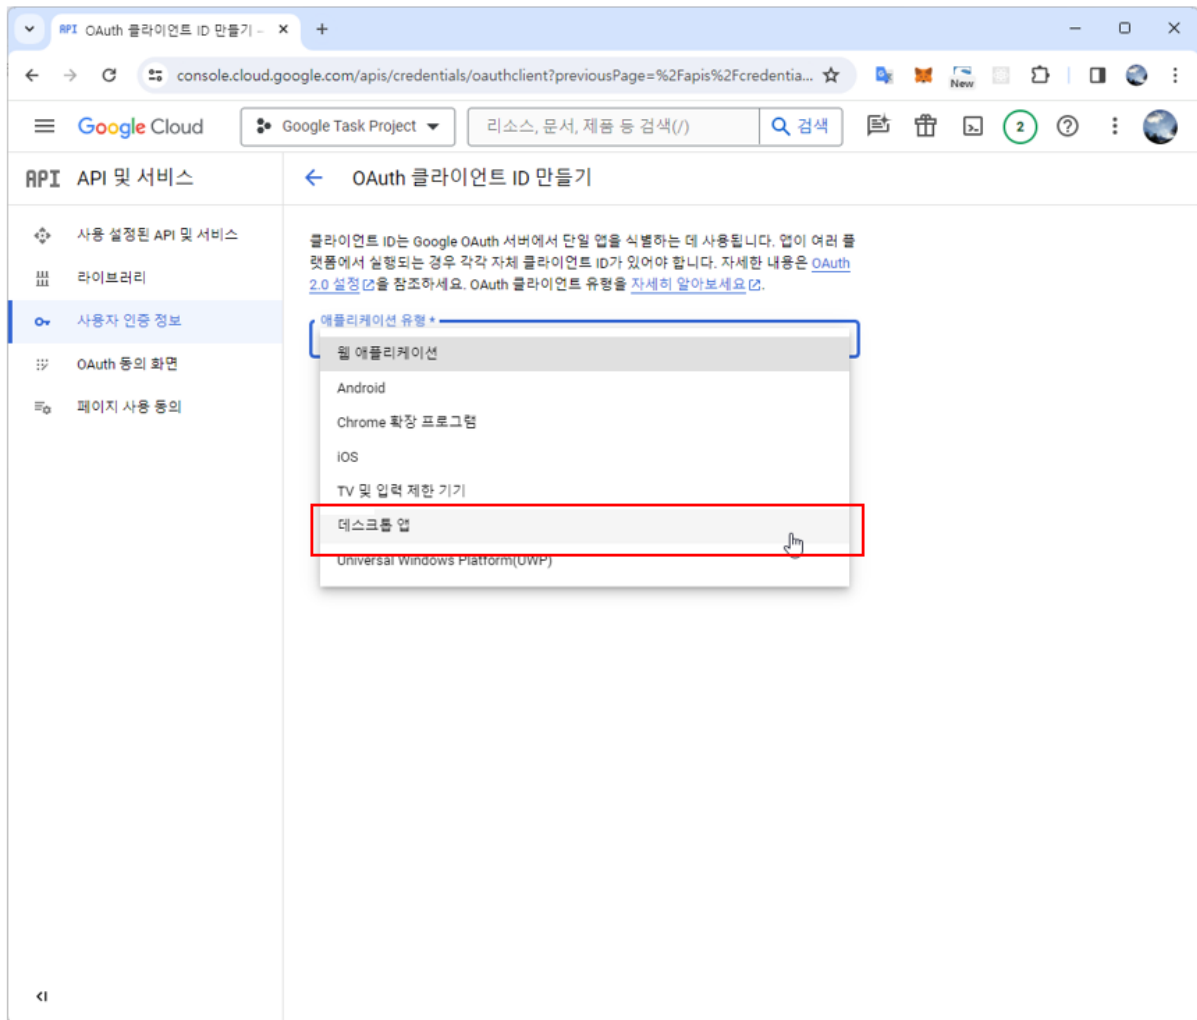 API OAuth 클라이언트 ID 만들기 -
console.cloud.google.com/apis/credentials/oauthclient?previousPage=%2Fapis%2Fcredentia...
New
Google Cloud
Google Task Project
리소스, 문서, 제품 등 검색(/)
검색
2
API API 및 서비스
OAuth 클라이언트 ID 만들기
사용 설정된 API 및 서비스
라이브러리
사용자 인증 정보
OAuth 동의 화면
페이지 사용 동의
클라이언트 ID는 Google OAuth 서버에서 단일 앱을 식별하는 데 사용됩니다. 앱이 여러 플
랫폼에서 실행되는 경우 각각 자체 클라이언트 ID가 있어야 합니다. 자세한 내용은 OAuth
2.0 설정을 참조하세요. OAuth 클라이언트 유형을 자세히 알아보세요.
애플리케이션 유형 *
웹 애플리케이션
Android
Chrome 확장 프로그램
iOS
TV 및 입력 제한 기기
데스크톱 앱
Universal Windows Platform(UWP)